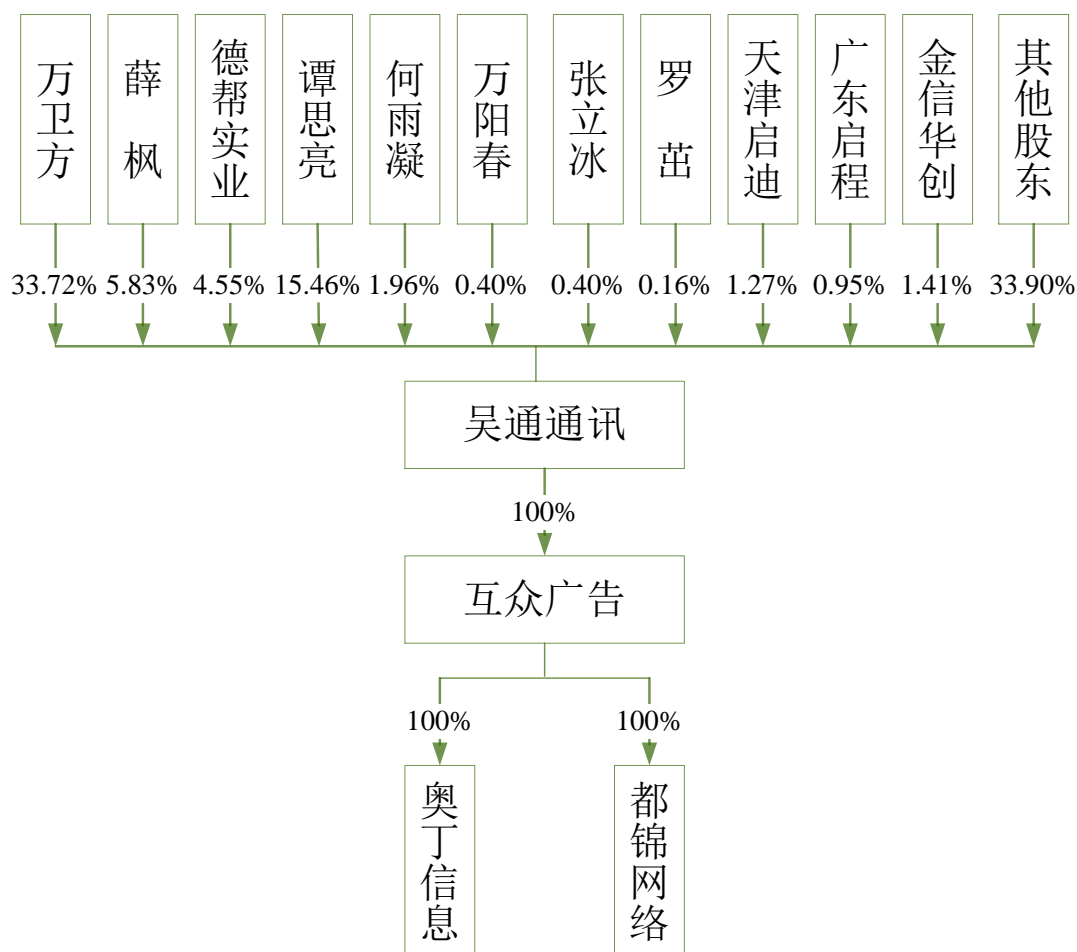 万卫方
薛枫
德帮实业
谭思亮
何雨凝
万阳春
张立冰
罗茁
天津启迪
广东启程
金信华创
其他股东
33.72% 5.83% 4.55% 15.46% 1.96% 0.40% 0.40% 0.16% 1.27% 0.95% 1.41% 33.90%
吴通通讯
100%
互众广告
100% 100%
奥丁信息
都锦网络